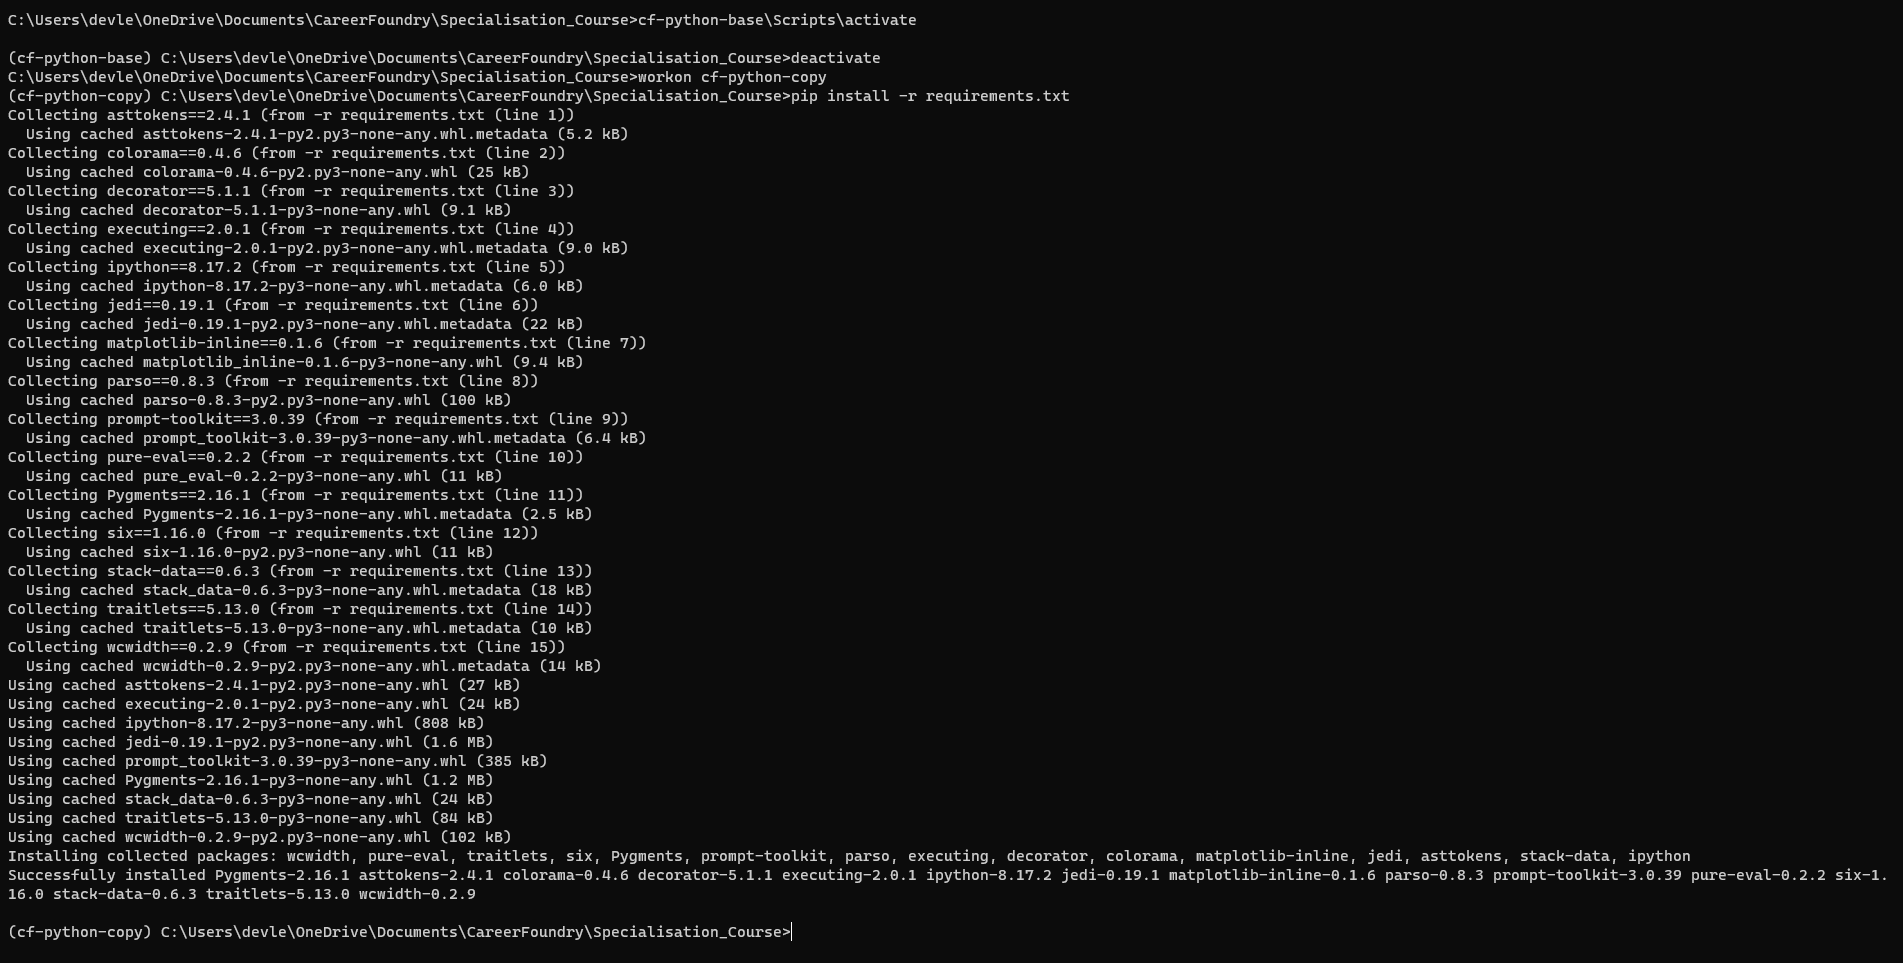 C:\Users\devle\OneDrive\Documents\CareerFoundry\Specialisation_Course>cf-python-base\Scripts\activate
(cf-python-base) C:\Users\devle\OneDrive\Documents\CareerFoundry\Specialisation_Course>deactivate
C:\Users\devle\OneDrive\Documents\CareerFoundry\Specialisation_Course>workon cf-python-copy
(cf-python-copy) C:\Users\devle\OneDrive\Documents\CareerFoundry\Specialisation_Course>pip install -r requirements.txt
Collecting asttokens==2.4.1 (from -r requirements.txt (line 1))
  Using cached asttokens-2.4.1-py2.py3-none-any.whl.metadata (5.2 kB)
Collecting colorama==0.4.6 (from -r requirements.txt (line 2))
  Using cached colorama-0.4.6-py2.py3-none-any.whl (25 kB)
Collecting decorator==5.1.1 (from -r requirements.txt (line 3))
  Using cached decorator-5.1.1-py3-none-any.whl (9.1 kB)
Collecting executing==2.0.1 (from -r requirements.txt (line 4))
  Using cached executing-2.0.1-py2.py3-none-any.whl.metadata (9.0 kB)
Collecting ipython==8.17.2 (from -r requirements.txt (line 5))
  Using cached ipython-8.17.2-py3-none-any.whl.metadata (6.0 kB)
Collecting jedi==0.19.1 (from -r requirements.txt (line 6))
  Using cached jedi-0.19.1-py2.py3-none-any.whl.metadata (22 kB)
Collecting matplotlib-inline==0.1.6 (from -r requirements.txt (line 7))
  Using cached matplotlib_inline-0.1.6-py3-none-any.whl (9.4 kB)
Collecting parso==0.8.3 (from -r requirements.txt (line 8))
  Using cached parso-0.8.3-py2.py3-none-any.whl (100 kB)
Collecting prompt-toolkit==3.0.39 (from -r requirements.txt (line 9))
  Using cached prompt_toolkit-3.0.39-py3-none-any.whl.metadata (6.4 kB)
Collecting pure-eval==0.2.2 (from -r requirements.txt (line 10))
  Using cached pure_eval-0.2.2-py3-none-any.whl (11 kB)
Collecting Pygments==2.16.1 (from -r requirements.txt (line 11))
  Using cached Pygments-2.16.1-py3-none-any.whl.metadata (2.5 kB)
Collecting six==1.16.0 (from -r requirements.txt (line 12))
  Using cached six-1.16.0-py2.py3-none-any.whl (11 kB)
Collecting stack-data==0.6.3 (from -r requirements.txt (line 13))
  Using cached stack_data-0.6.3-py3-none-any.whl.metadata (18 kB)
Collecting traitlets==5.13.0 (from -r requirements.txt (line 14))
  Using cached traitlets-5.13.0-py3-none-any.whl.metadata (10 kB)
Collecting wcwidth==0.2.9 (from -r requirements.txt (line 15))
  Using cached wcwidth-0.2.9-py2.py3-none-any.whl.metadata (14 kB)
Using cached asttokens-2.4.1-py2.py3-none-any.whl (27 kB)
Using cached executing-2.0.1-py2.py3-none-any.whl (24 kB)
Using cached ipython-8.17.2-py3-none-any.whl (808 kB)
Using cached jedi-0.19.1-py2.py3-none-any.whl (1.6 MB)
Using cached prompt_toolkit-3.0.39-py3-none-any.whl (385 kB)
Using cached Pygments-2.16.1-py3-none-any.whl (1.2 MB)
Using cached stack_data-0.6.3-py3-none-any.whl (24 kB)
Using cached traitlets-5.13.0-py3-none-any.whl (84 kB)
Using cached wcwidth-0.2.9-py2.py3-none-any.whl (102 kB)
Installing collected packages: wcwidth, pure-eval, traitlets, six, Pygments, prompt-toolkit, parso, executing, decorator, colorama, matplotlib-inline, jedi, asttokens, stack-data, ipython
Successfully installed Pygments-2.16.1 asttokens-2.4.1 colorama-0.4.6 decorator-5.1.1 executing-2.0.1 ipython-8.17.2 jedi-0.19.1 matplotlib-inline-0.1.6 parso-0.8.3 prompt-toolkit-3.0.39 pure-eval-0.2.2 six-1.
16.0 stack-data-0.6.3 traitlets-5.13.0 wcwidth-0.2.9
(cf-python-copy) C:\Users\devle\OneDrive\Documents\CareerFoundry\Specialisation_Course>